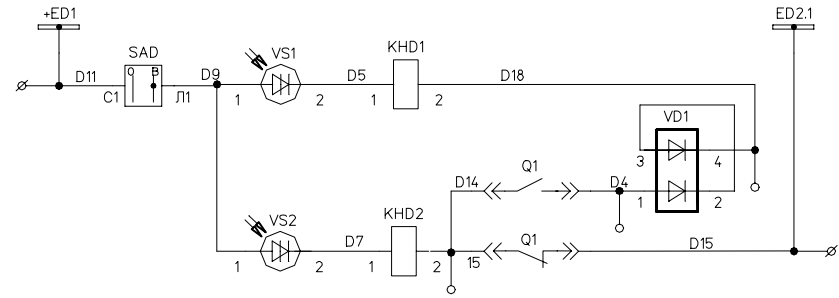 +ED1
ED2.1
SAD
VS1
KHD1
D11
O
B
D9
D5
D18
C1
Л1
1
2
1
2
VD1
3
4
Q1
D14
D4
1
2
VS2
KHD2
Q1
D7
D15
1
2
1
2
15